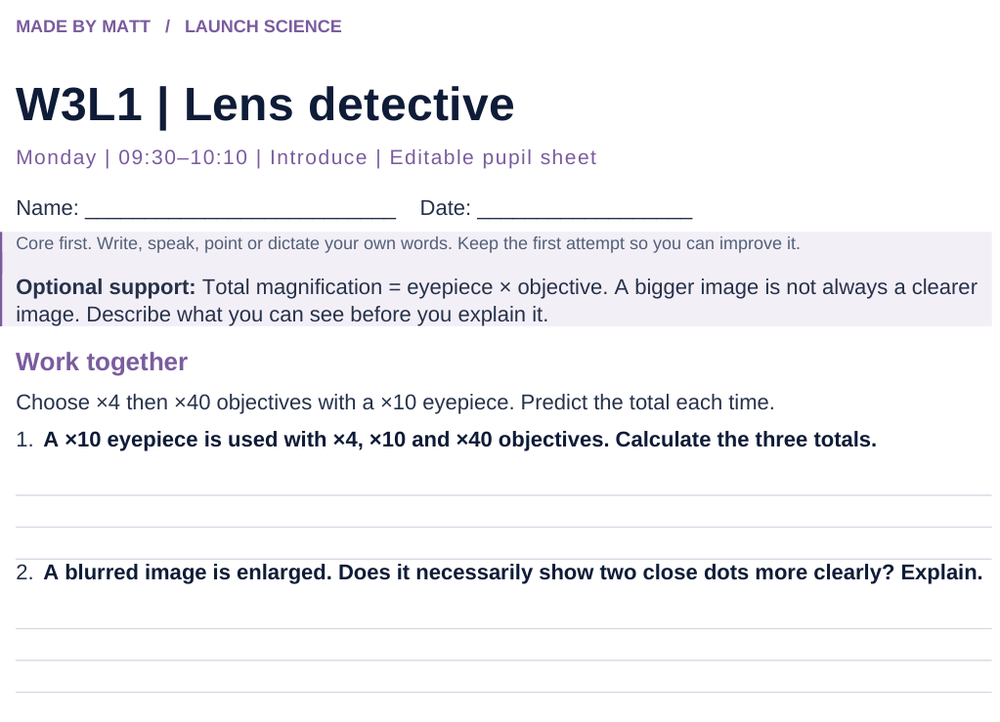 MADE BY MATT / LAUNCH SCIENCE
W3L1 | Lens detective
Monday | 09:30–10:10 | Introduce | Editable pupil sheet
Name: __________________________ Date: __________________
Core first. Write, speak, point or dictate your own words. Keep the first attempt so you can improve it.
Optional support: Total magnification = eyepiece × objective. A bigger image is not always a clearer
image. Describe what you can see before you explain it.
Work together
Choose ×4 then ×40 objectives with a ×10 eyepiece. Predict the total each time.
1. A ×10 eyepiece is used with ×4, ×10 and ×40 objectives. Calculate the three totals.
2. A blurred image is enlarged. Does it necessarily show two close dots more clearly? Explain.